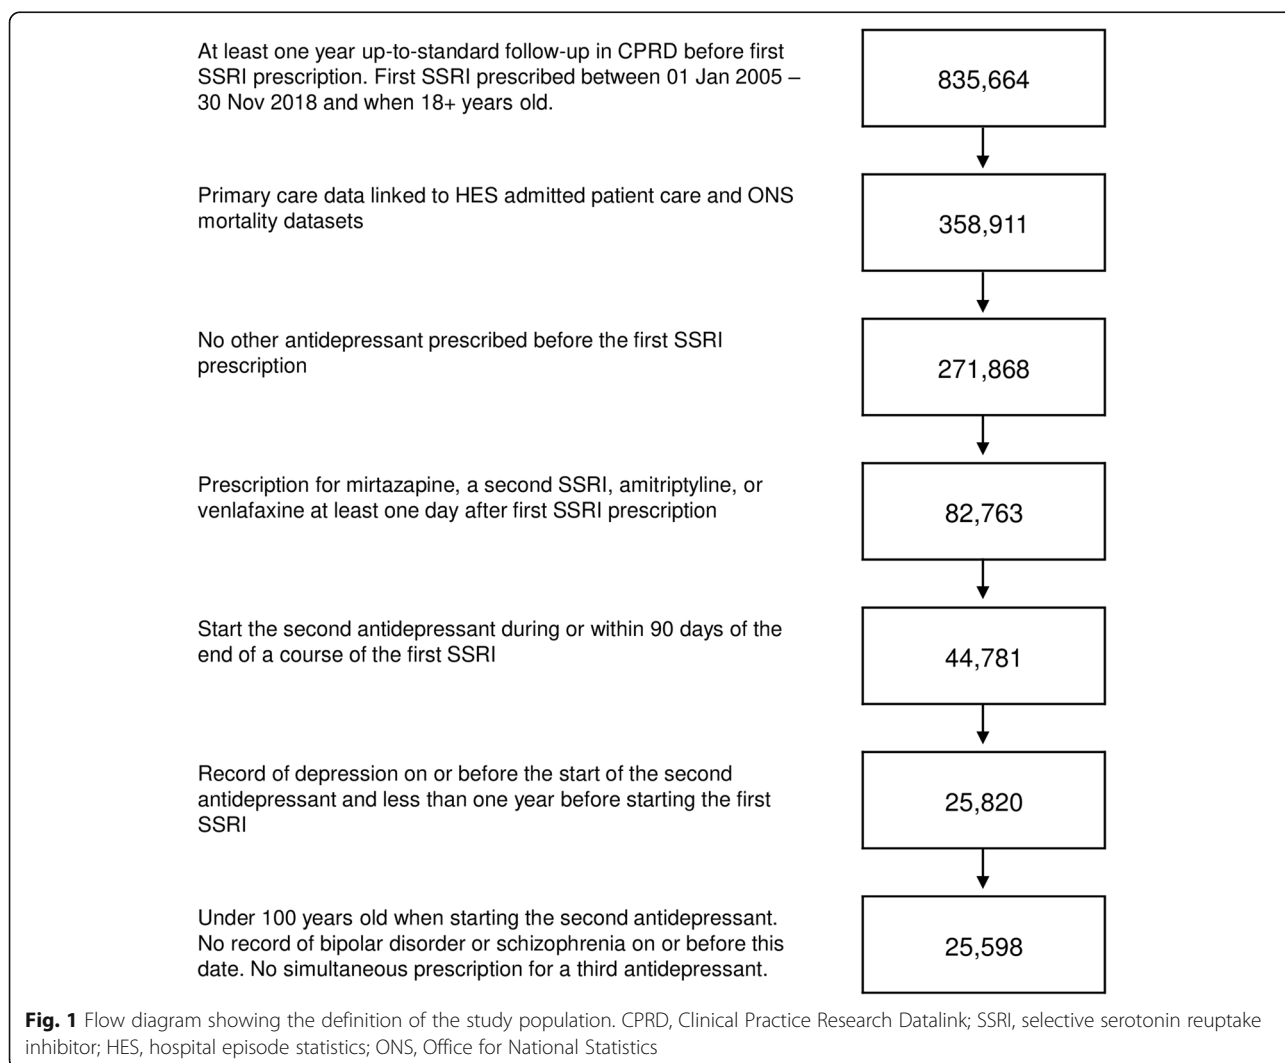 At least one year up-to-standard follow-up in CPRD before first
SSRI prescription. First SSRI prescribed between 01 Jan 2005 –
30 Nov 2018 and when 18+ years old.
835,664
Primary care data linked to HES admitted patient care and ONS
mortality datasets
358,911
No other antidepressant prescribed before the first SSRI
prescription
271,868
Prescription for mirtazapine, a second SSRI, amitriptyline, or
venlafaxine at least one day after first SSRI prescription
82,763
Start the second antidepressant during or within 90 days of the
end of a course of the first SSRI
44,781
Record of depression on or before the start of the second
antidepressant and less than one year before starting the first
SSRI
25,820
Under 100 years old when starting the second antidepressant.
No record of bipolar disorder or schizophrenia on or before this
date. No simultaneous prescription for a third antidepressant.
25,598
Fig. 1 Flow diagram showing the definition of the study population. CPRD, Clinical Practice Research Datalink; SSRI, selective serotonin reuptake
inhibitor; HES, hospital episode statistics; ONS, Office for National Statistics